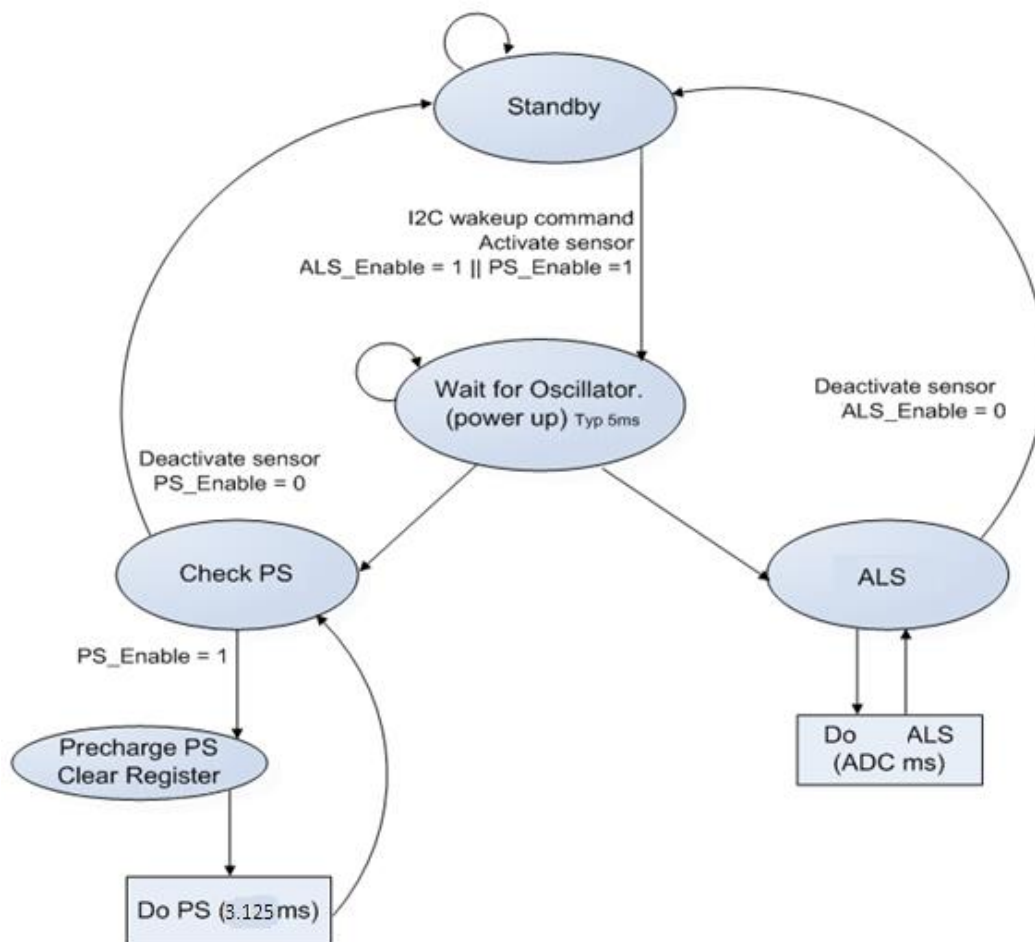 Standby
I2C wakeup command
Activate sensor
ALS_Enable = 1 || PS_Enable =1
Wait for Oscillator.
(power up) Typ 5ms
Deactivate sensor
ALS_Enable = 0
Deactivate sensor
PS_Enable = 0
Check PS
ALS
PS_Enable = 1
Precharge PS
Clear Register
Do ALS
(ADC ms)
Do PS (3.125 ms)